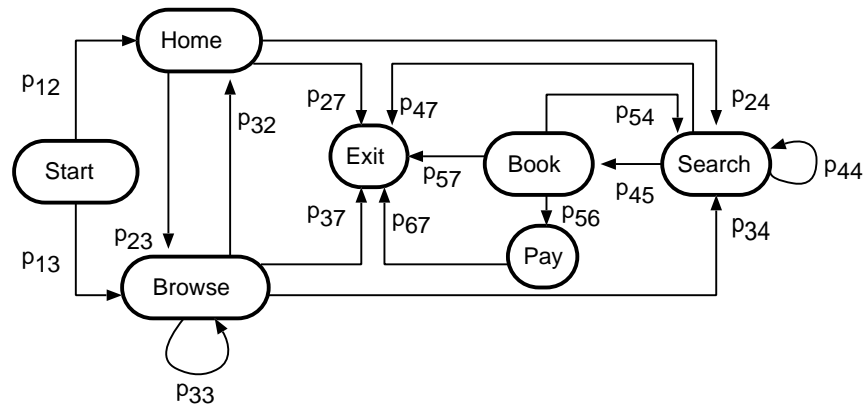 Home
p12
p32
p27
p47
p54
p24
Start
Exit
Book
Search
p44
p57
p45
p23
p37
p67
p56
p34
p13
Browse
Pay
p33